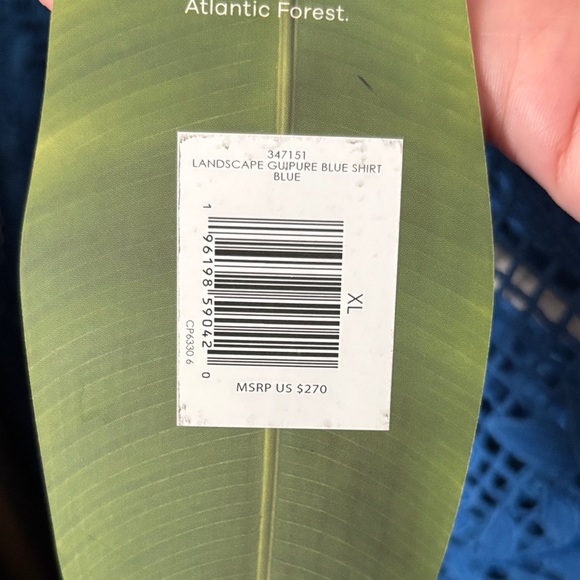 Atlantic Forest.
347151
LANDSCAPE GUIPURE BLUE SHIRT
BLUE
1 96198 59042 0
XL
CP6330 6
MSRP US $270